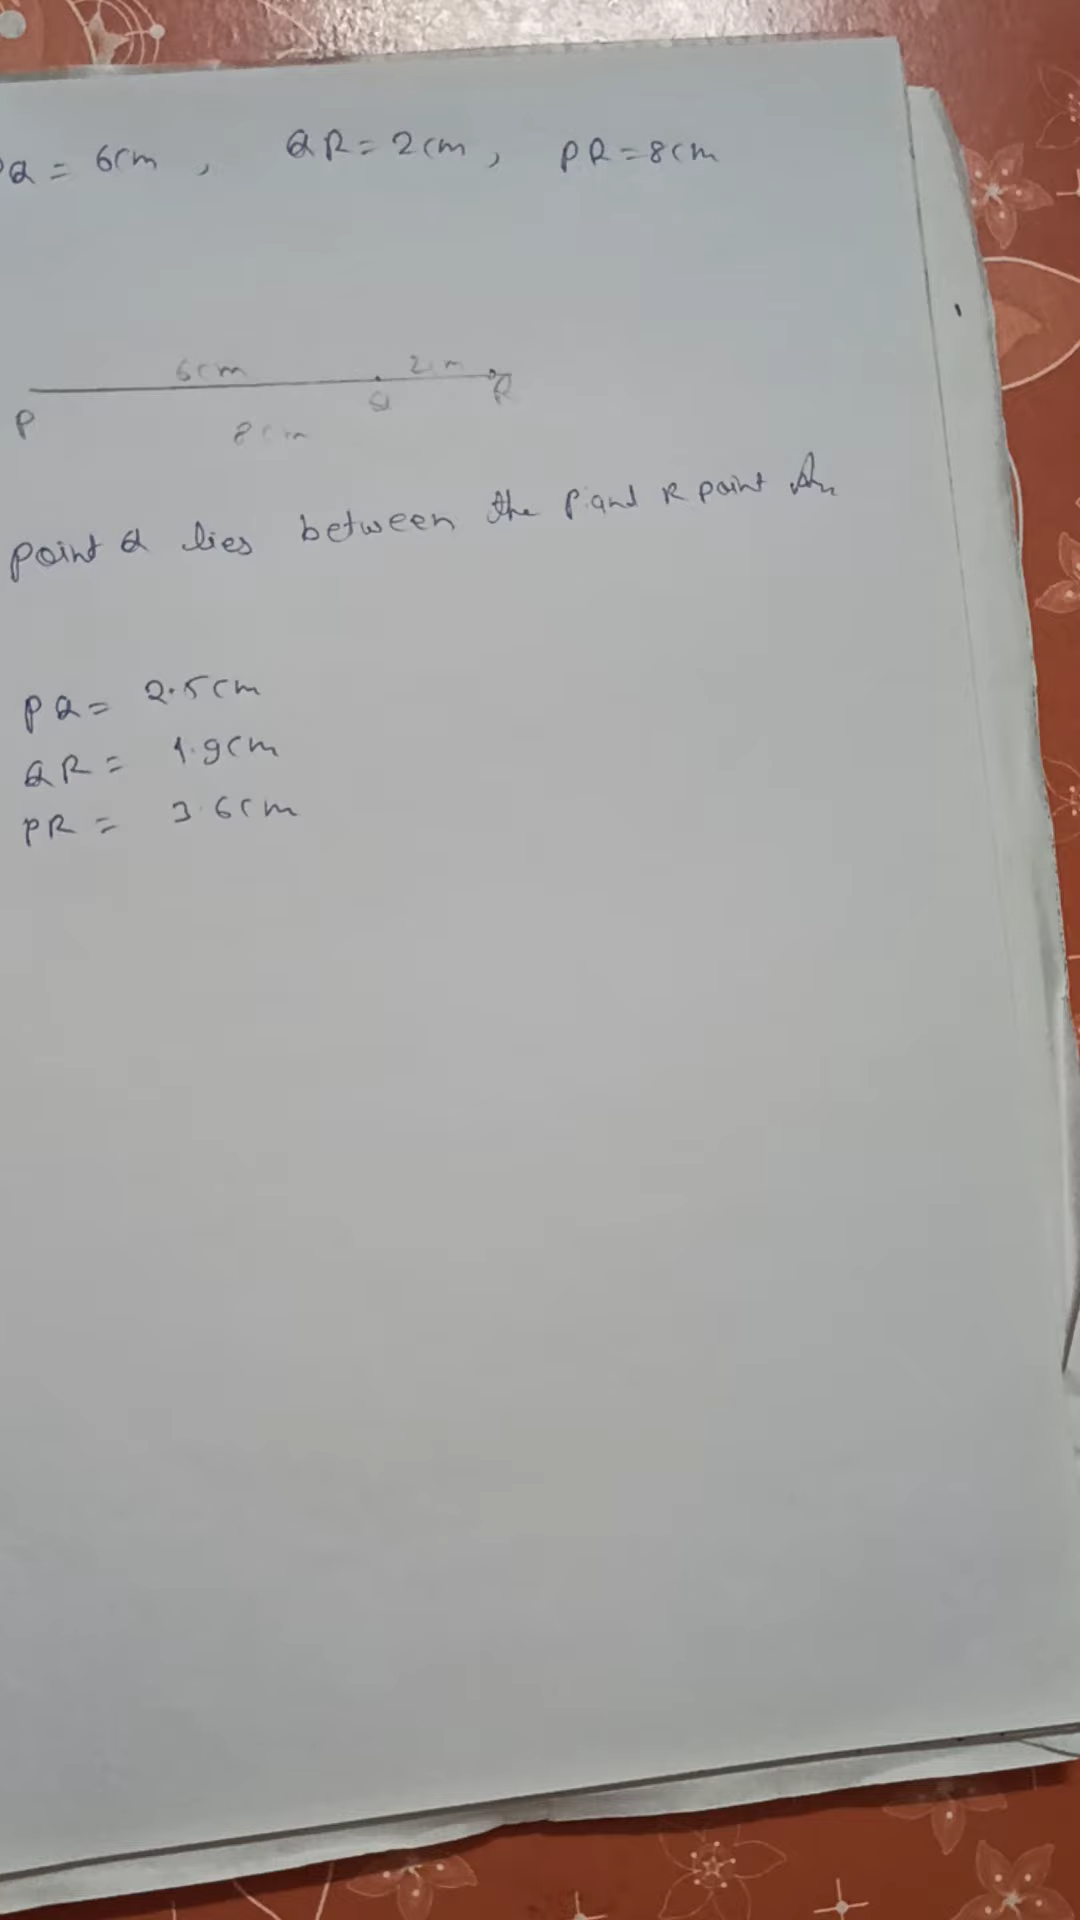 Q = 6cm , QR = 2cm , PR = 8cm
6cm 2cm
P Q R
8cm
point Q lies between the P and R point
PQ = 2.5cm
QR = 1.9cm
PR = 3.6cm